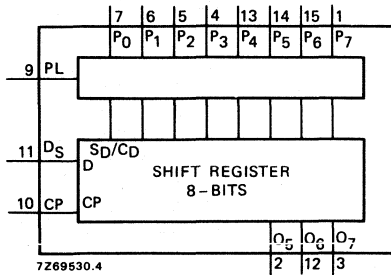 7 6 5 4 13 14 15 1
P0 P1 P2 P3 P4 P5 P6 P7
9 PL
SD/CD
11 DS D
SHIFT REGISTER
8-BITS
10 CP CP
O5 O6 O7
7Z69530.4 2 12 3